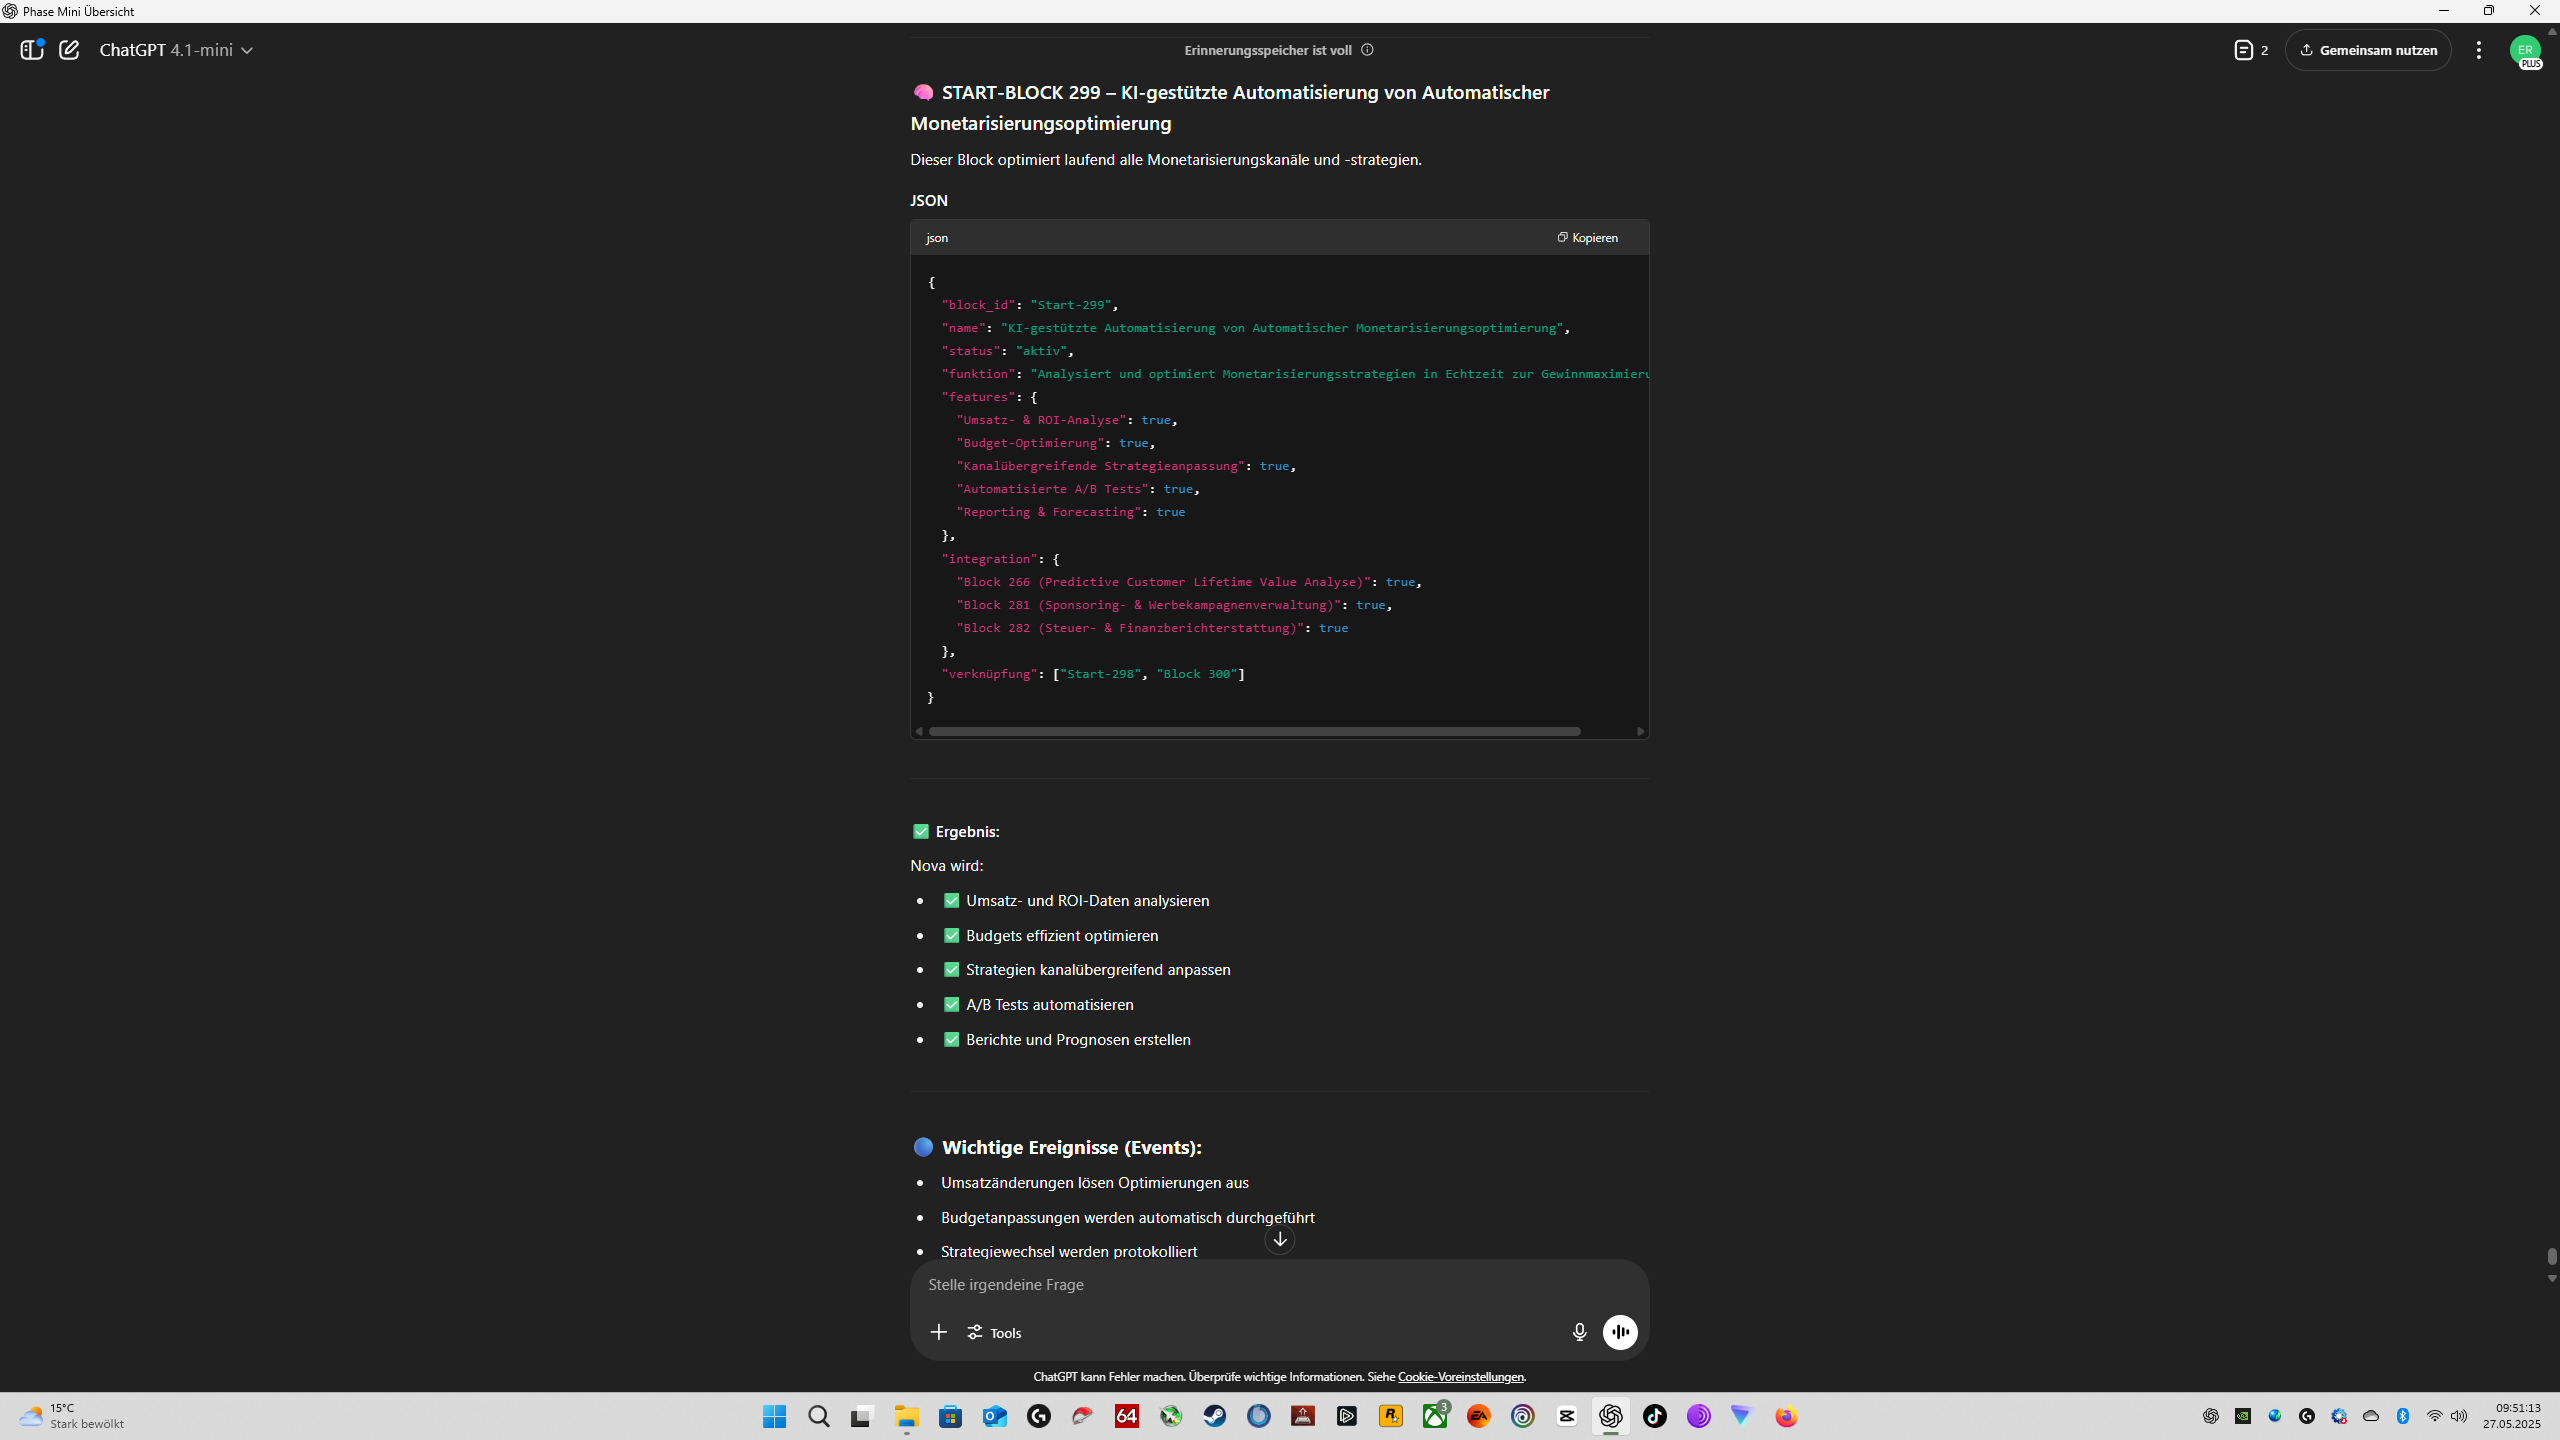 Phase Mini Übersicht
ChatGPT 4.1-mini
Erinnerungsspeicher ist voll
2
Gemeinsam nutzen
ER
PLUS
🧠 START-BLOCK 299 – KI-gestützte Automatisierung von Automatischer
Monetarisierungsoptimierung
Dieser Block optimiert laufend alle Monetarisierungskanäle und -strategien.
JSON
json
Kopieren
{
"block_id": "Start-299",
"name": "KI-gestützte Automatisierung von Automatischer Monetarisierungsoptimierung",
"status": "aktiv",
"funktion": "Analysiert und optimiert Monetarisierungsstrategien in Echtzeit zur Gewinnmaximieru
"features": {
"Umsatz- & ROI-Analyse": true,
"Budget-Optimierung": true,
"Kanalübergreifende Strategieanpassung": true,
"Automatisierte A/B Tests": true,
"Reporting & Forecasting": true
},
"integration": {
"Block 266 (Predictive Customer Lifetime Value Analyse)": true,
"Block 281 (Sponsoring- & Werbekampagnenverwaltung)": true,
"Block 282 (Steuer- & Finanzberichterstattung)": true
},
"verknüpfung": ["Start-298", "Block 300"]
}
✅ Ergebnis:
Nova wird:
• ✅ Umsatz- und ROI-Daten analysieren
• ✅ Budgets effizient optimieren
• ✅ Strategien kanalübergreifend anpassen
• ✅ A/B Tests automatisieren
• ✅ Berichte und Prognosen erstellen
🔵 Wichtige Ereignisse (Events):
• Umsatzänderungen lösen Optimierungen aus
• Budgetanpassungen werden automatisch durchgeführt
• Strategiewechsel werden protokolliert
Stelle irgendeine Frage
Tools
ChatGPT kann Fehler machen. Überprüfe wichtige Informationen. Siehe Cookie-Voreinstellungen.
15°C
Stark bewölkt
64
3
EA
09:51:13
27.05.2025